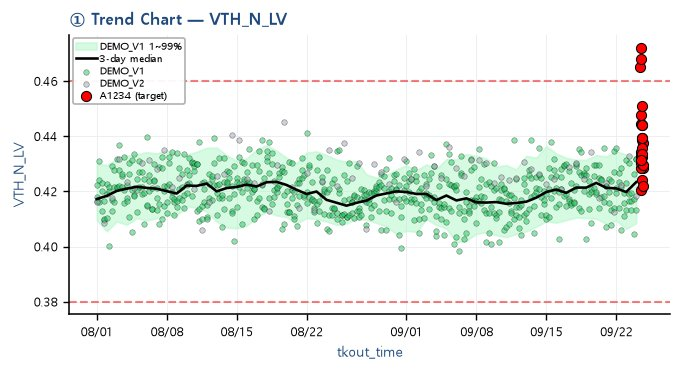 ① Trend Chart — VTH_N_LV
DEMO_V1 1~99%
3-day median
DEMO_V1
DEMO_V2
A1234 (target)
VTH_N_LV
0.46
0.44
0.42
0.40
0.38
08/01
08/08
08/15
08/22
09/01
09/08
09/15
09/22
tkout_time